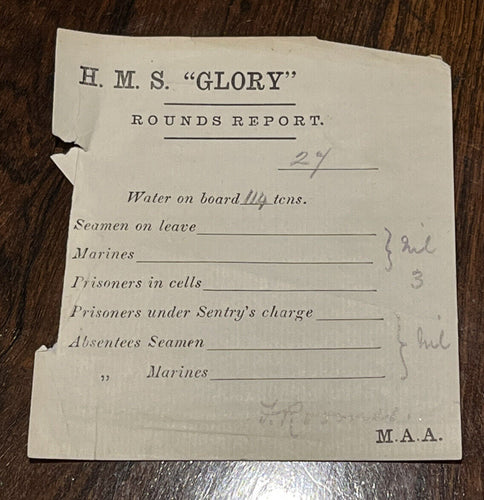 H. M. S. “GLORY”
ROUNDS REPORT.
27
Water on board 114 tons.
Seamen on leave
Marines } Nil
Prisoners in cells 3
Prisoners under Sentry's charge
Absentees Seamen } Nil
„ Marines
M.A.A.